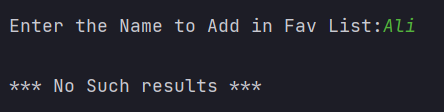 Enter the Name to Add in Fav List:Ali
*** No Such results ***